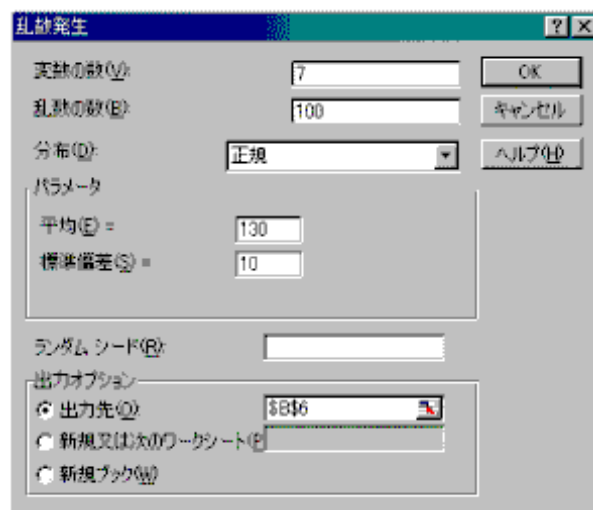 乱数発生
変数の数(V): 7
OK
乱数の数(B): 100
キャンセル
分布(D): 正規
ヘルプ(H)
パラメータ
平均(E) = 130
標準偏差(S) = 10
ランダム シード(R):
出力オプション
出力先(O): $B$6
新規又は次のワークシート(P
新規ブック(W)